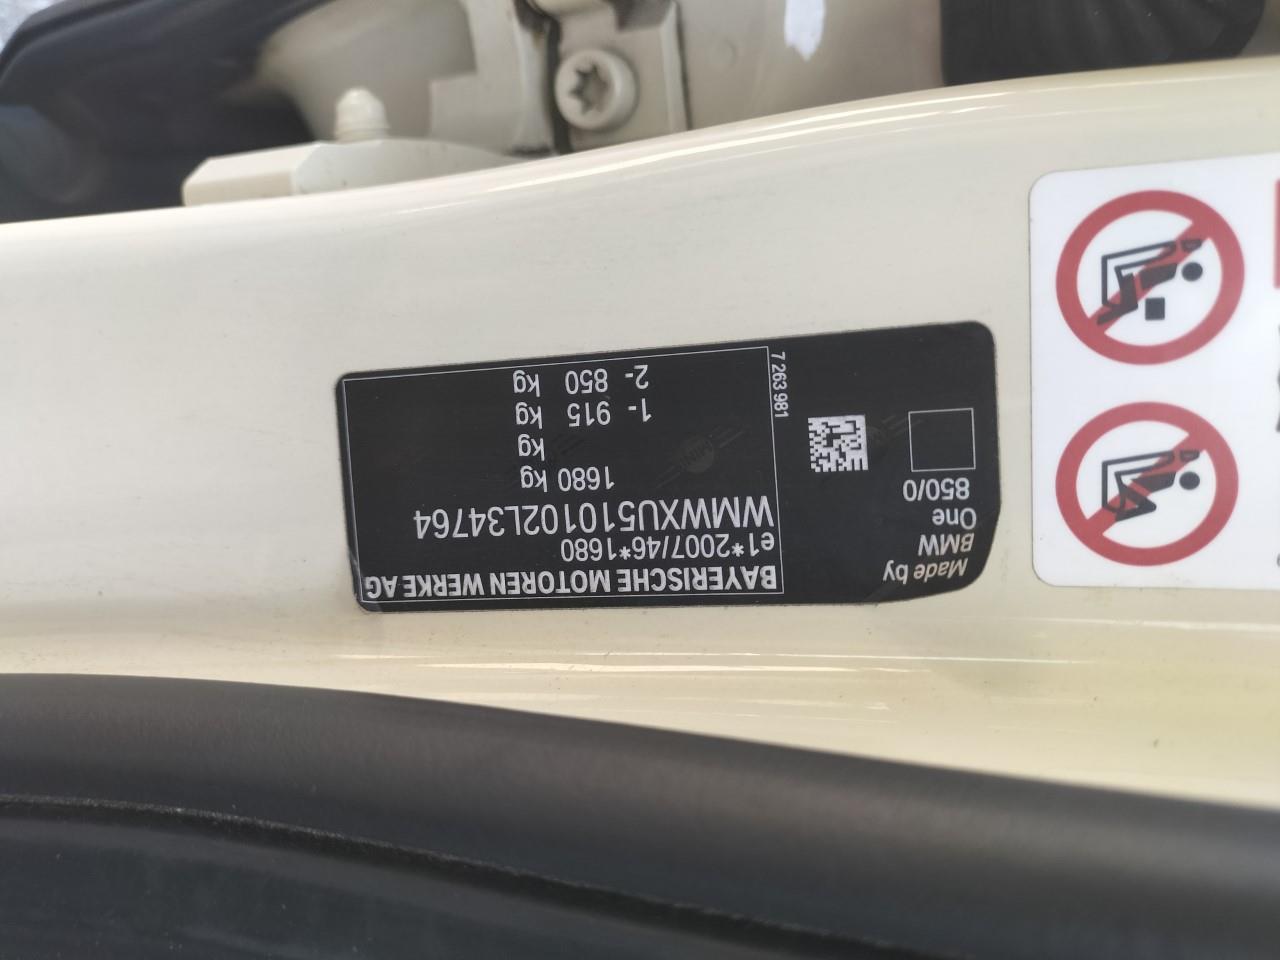 BAYERISCHE MOTOREN WERKE AG
e1*2007/46*1680
WMWXU510102L34764
1680 kg
kg
1- 915 kg
2- 850 kg
7 263 981
Made by
BMW
One
850/0
MINI